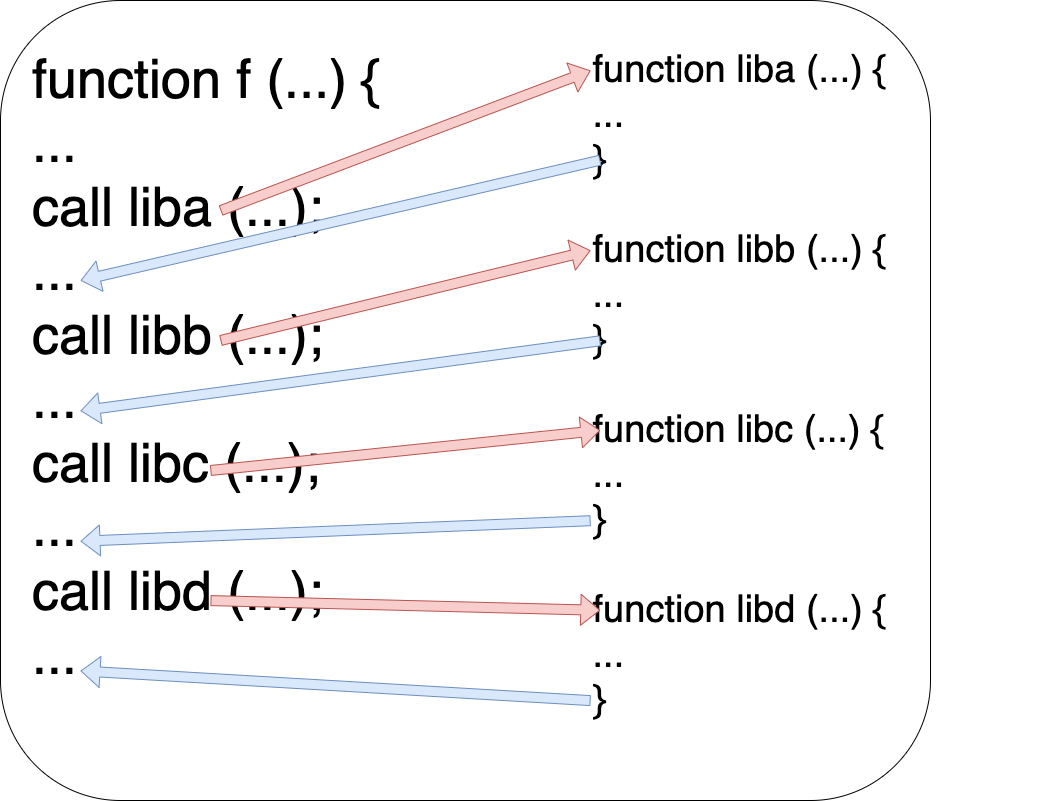 function f (...) {
...
call liba (...);
...
call libb (...);
...
call libc (...);
...
call libd (...);
...
function liba (...) {
...
}
function libb (...) {
...
}
function libc (...) {
...
}
function libd (...) {
...
}